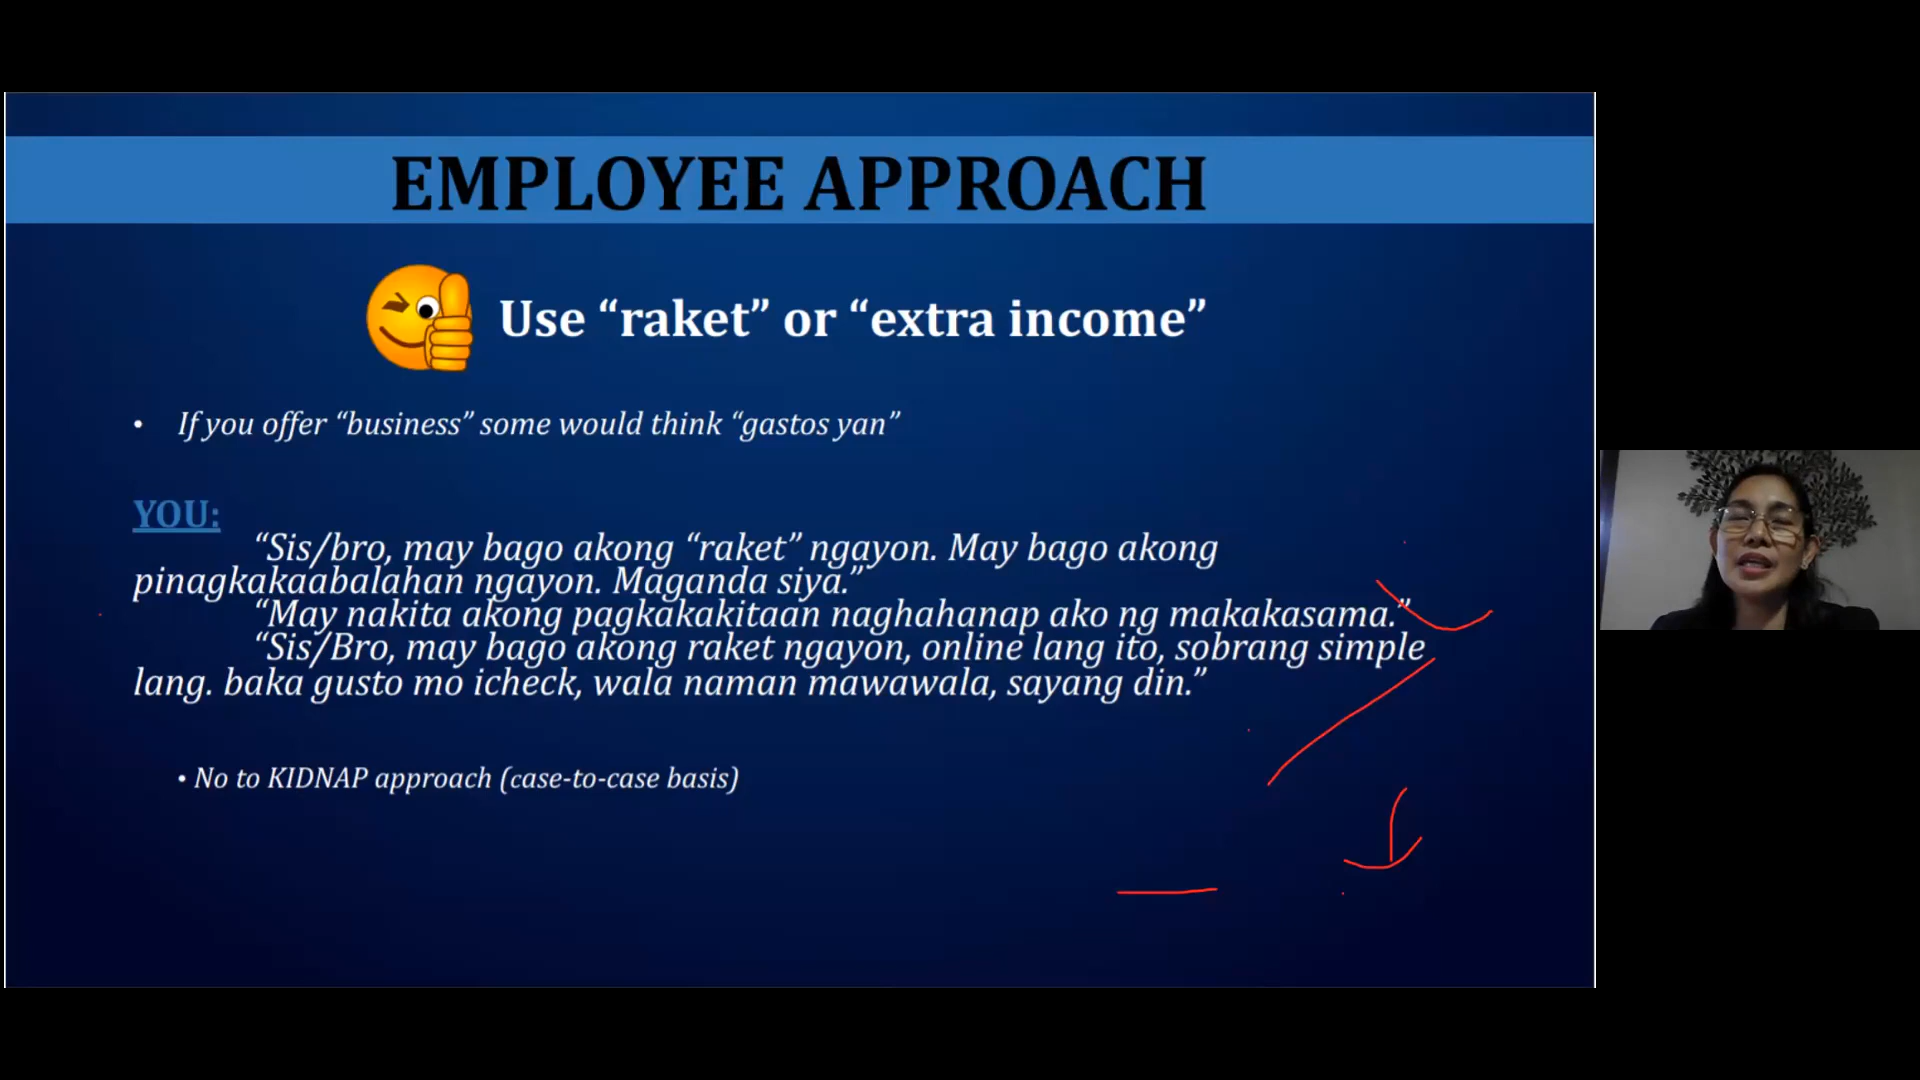 EMPLOYEE APPROACH
Use “raket” or “extra income”
• If you offer “business” some would think “gastos yan”
YOU:
“Sis/bro, may bago akong “raket” ngayon. May bago akong
pinagkakaabalahan ngayon. Maganda siya.”
“May nakita akong pagkakakitaan naghahanap ako ng makakasama.”
“Sis/Bro, may bago akong raket ngayon, online lang ito, sobrang simple
lang. baka gusto mo icheck, wala naman mawawala, sayang din.”
• No to KIDNAP approach (case-to-case basis)